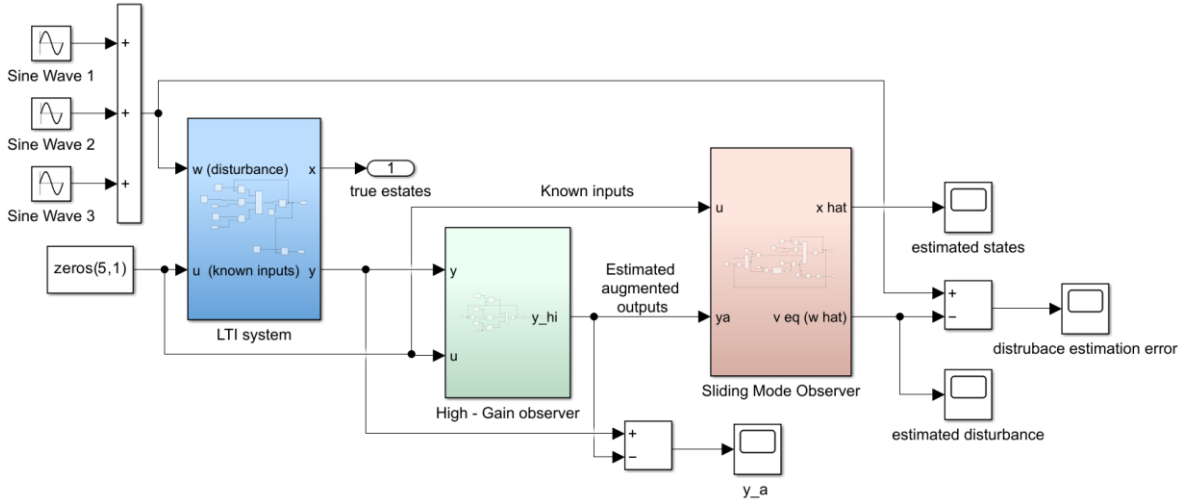 +
Sine Wave 1
+
Sine Wave 2
+
Sine Wave 3
zeros(5,1)
w (disturbance)
x
u (known inputs)
y
LTI system
1
true estates
Known inputs
y
y_hi
u
High - Gain observer
Estimated
augmented
outputs
u
x hat
ya
v eq (w hat)
Sliding Mode Observer
estimated states
+
−
distrubace estimation error
estimated disturbance
+
−
y_a